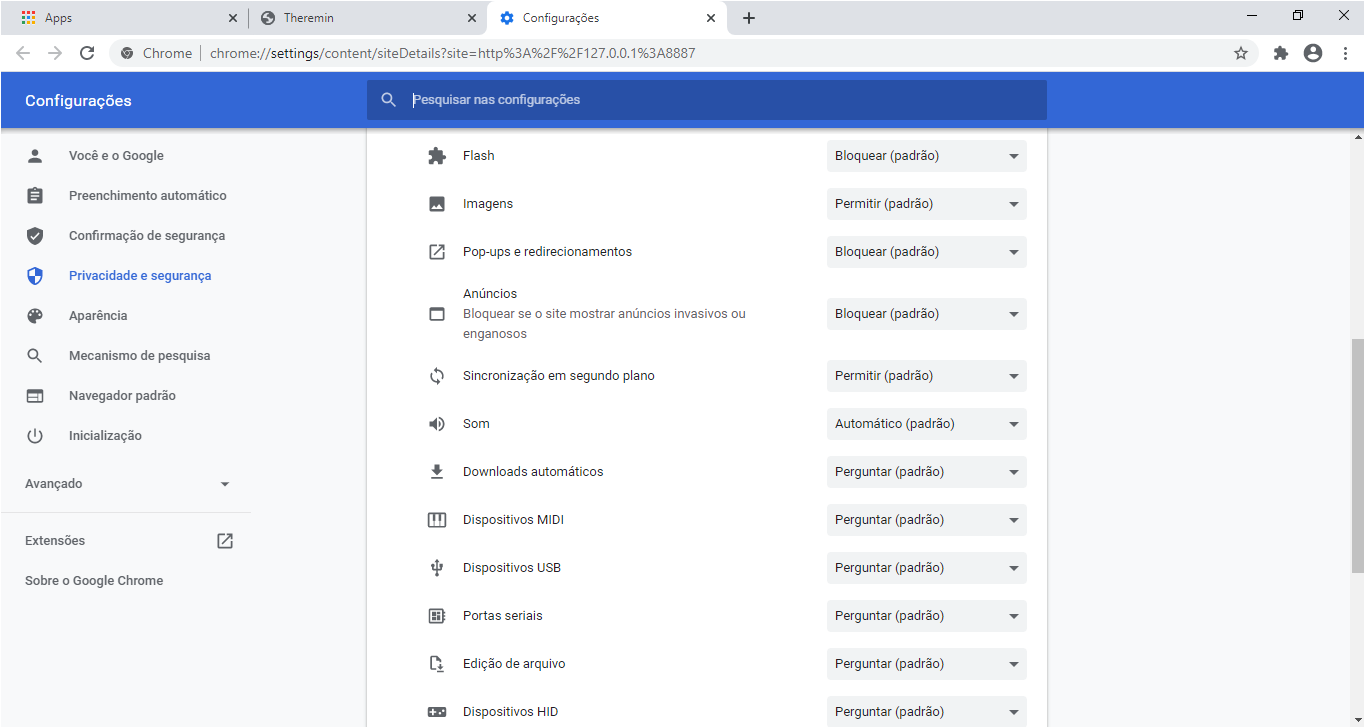 Apps
Theremin
Configurações
Chrome
chrome://settings/content/siteDetails?site=http%3A%2F%2F127.0.0.1%3A8887
Configurações
Pesquisar nas configurações
Você e o Google
Preenchimento automático
Confirmação de segurança
Privacidade e segurança
Aparência
Mecanismo de pesquisa
Navegador padrão
Inicialização
Avançado
Extensões
Sobre o Google Chrome
Flash
Bloquear (padrão)
Imagens
Permitir (padrão)
Pop-ups e redirecionamentos
Bloquear (padrão)
Anúncios
Bloquear se o site mostrar anúncios invasivos ou
enganosos
Bloquear (padrão)
Sincronização em segundo plano
Permitir (padrão)
Som
Automático (padrão)
Downloads automáticos
Perguntar (padrão)
Dispositivos MIDI
Perguntar (padrão)
Dispositivos USB
Perguntar (padrão)
Portas seriais
Perguntar (padrão)
Edição de arquivo
Perguntar (padrão)
Dispositivos HID
Perguntar (padrão)